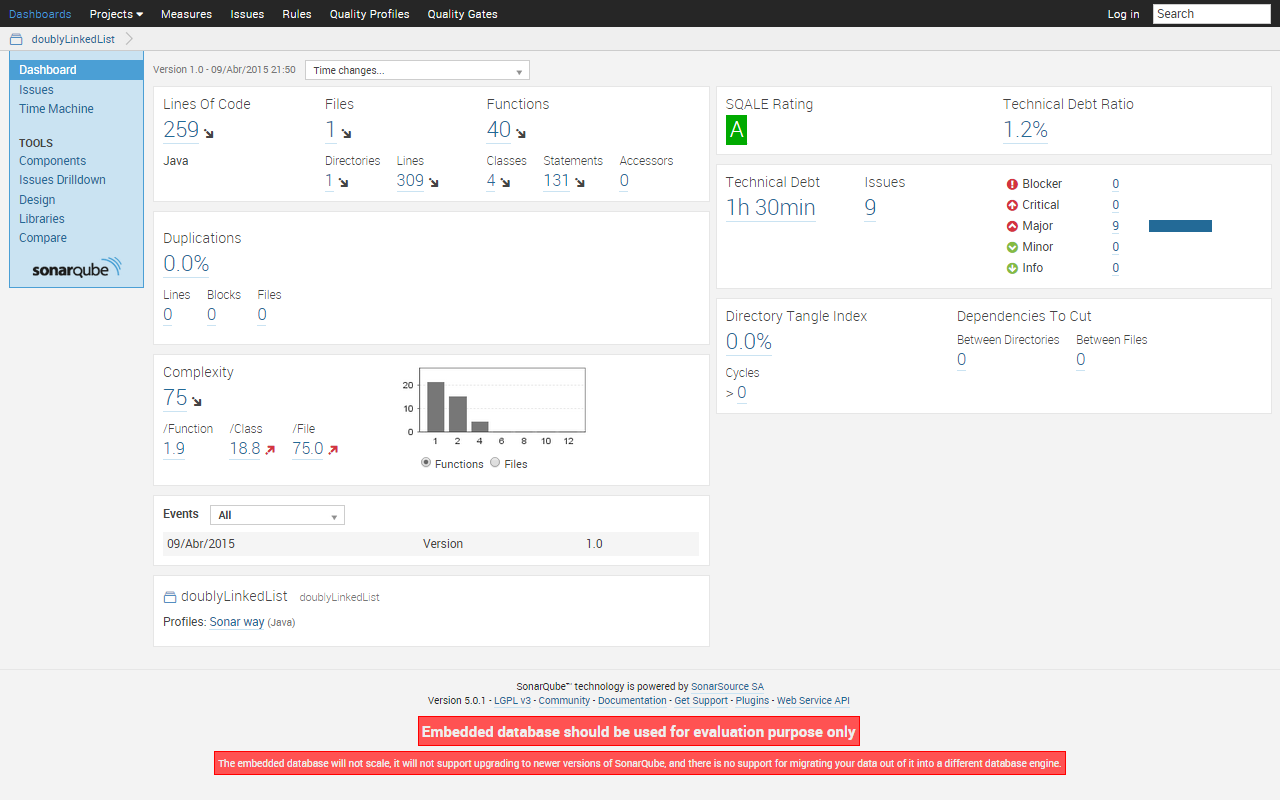 Dashboards Projects Measures Issues Rules Quality Profiles Quality Gates Log in Search
doublyLinkedList
Dashboard
Issues
Time Machine
TOOLS
Components
Issues Drilldown
Design
Libraries
Compare
sonarqube
Version 1.0 - 09/Abr/2015 21:50 Time changes...
Lines Of Code Files Functions
259 1 40
Java Directories Lines Classes Statements Accessors
1 309 4 131 0
Duplications
0.0%
Lines Blocks Files
0 0 0
Complexity
75
/Function /Class /File
1.9 18.8 75.0
20
10
0
1 2 4 6 8 10 12
Functions Files
Events All
09/Abr/2015 Version 1.0
doublyLinkedList doublyLinkedList
Profiles: Sonar way (Java)
SQALE Rating Technical Debt Ratio
A 1.2%
Technical Debt Issues
1h 30min 9
Blocker 0
Critical 0
Major 9
Minor 0
Info 0
Directory Tangle Index Dependencies To Cut
0.0% Between Directories Between Files
0 0
Cycles
> 0
SonarQube™ technology is powered by SonarSource SA
Version 5.0.1 - LGPL v3 - Community - Documentation - Get Support - Plugins - Web Service API
Embedded database should be used for evaluation purpose only
The embedded database will not scale, it will not support upgrading to newer versions of SonarQube, and there is no support for migrating your data out of it into a different database engine.